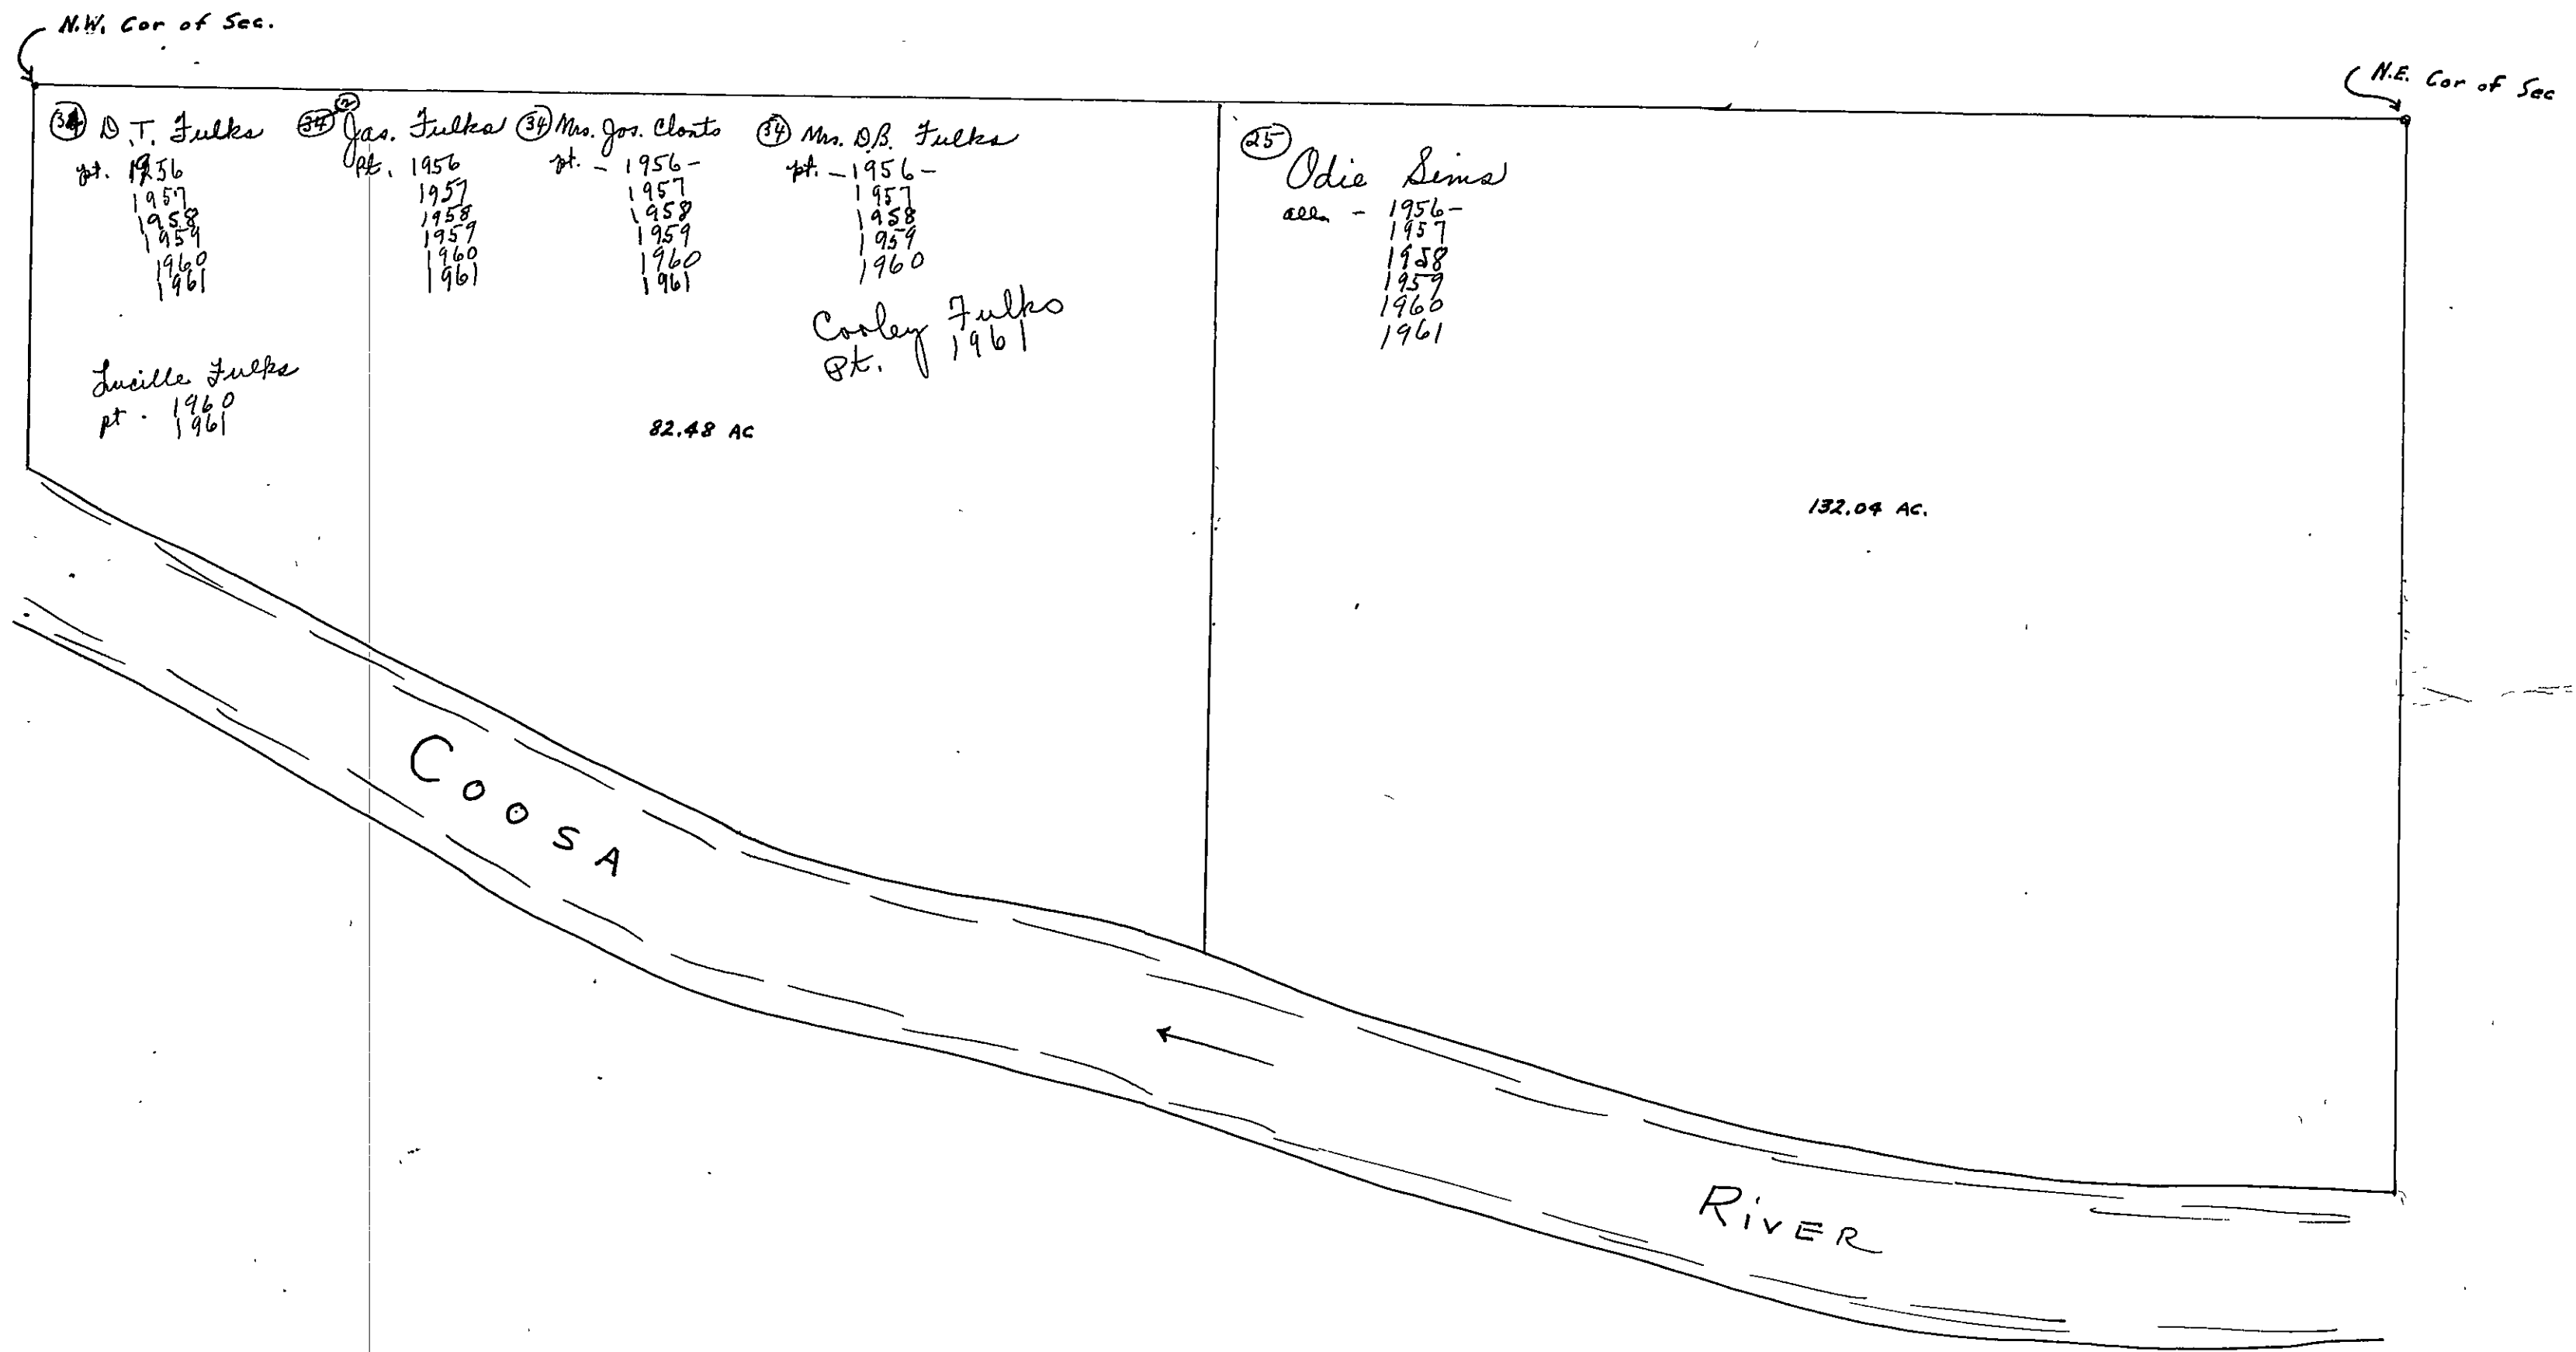 N.W. Cor of Sec.
N.E. Cor of Sec
34 D.T. Fulks
pt. 1956
1957
1958
1959
1960
1961
Lucille Fulks
pt. 1960
1961
34 2 Jas. Fulks
Pt. 1956
1957
1958
1959
1960
1961
34 Mrs. Jos. Clonts
pt. - 1956-
1957
1958
1959
1960
1961
34 Mrs. D.B. Fulks
pt. - 1956-
1957
1958
1959
1960
Cooley Fulks
Pt. 1961
82.48 AC
25
Odie Sims
all - 1956-
1957
1958
1959
1960
1961
132.04 AC.
COOSA
RIVER